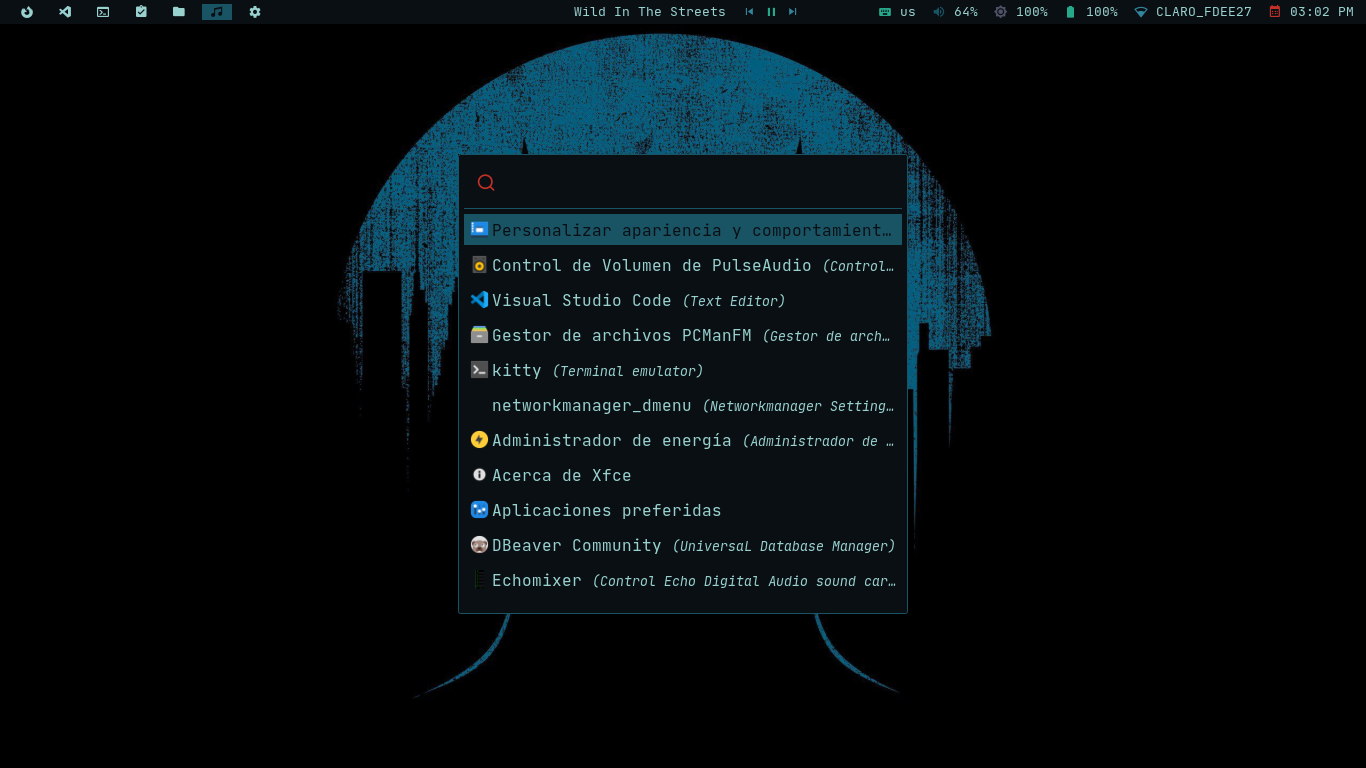 Wild In The Streets
us
64%
100%
100%
CLARO_FDEE27
03:02 PM
Personalizar apariencia y comportamient…
Control de Volumen de PulseAudio (Control…
Visual Studio Code (Text Editor)
Gestor de archivos PCManFM (Gestor de arch…
kitty (Terminal emulator)
networkmanager_dmenu (Networkmanager Setting…
Administrador de energía (Administrador de …
Acerca de Xfce
Aplicaciones preferidas
DBeaver Community (UniversaL Database Manager)
Echomixer (Control Echo Digital Audio sound car…